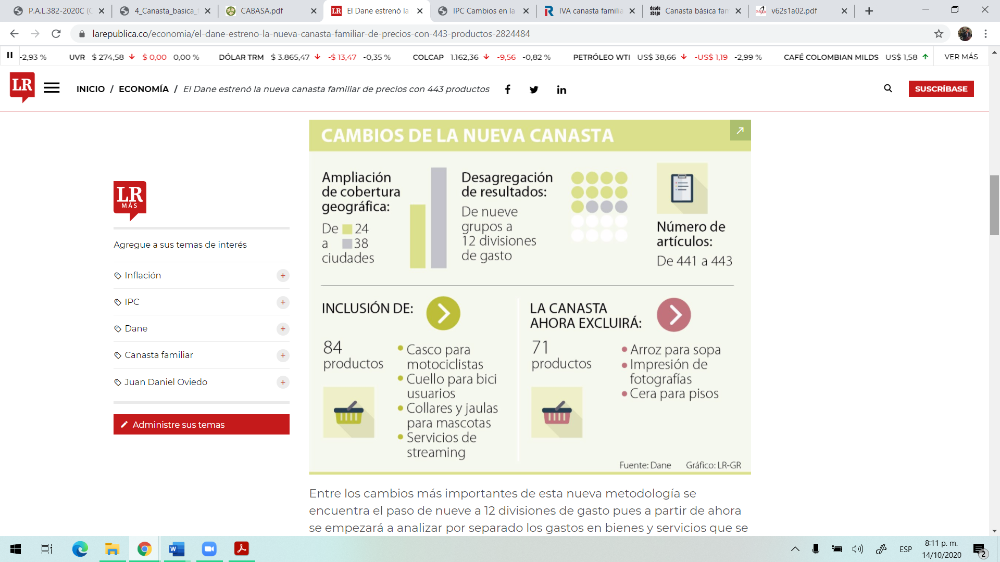 P.A.L.382-2020C (C
4_Canasta_basica_f
CABASA.pdf
El Dane estrenó la
IPC Cambios en la
IVA canasta familia
desde abajo
Canasta básica fam
v62s1a02.pdf
larepublica.co/economia/el-dane-estreno-la-nueva-canasta-familiar-de-precios-con-443-productos-2824484
-2,93 % UVR $ 274,58 $ 0,00 0,00 % DÓLAR TRM $ 3.865,47 -$ 13,47 -0,35 % COLCAP 1.162,36 -9,56 -0,82 % PETRÓLEO WTI US$ 38,66 -US$ 1,19 -2,99 % CAFÉ COLOMBIAN MILDS US$ 1,58 VER MÁS
LR
INICIO / ECONOMÍA / El Dane estrenó la nueva canasta familiar de precios con 443 productos
SUSCRÍBASE
LR
MÁS
Agregue a sus temas de interés
Inflación +
IPC +
Dane +
Canasta familiar +
Juan Daniel Oviedo +
Administre sus temas
CAMBIOS DE LA NUEVA CANASTA
Ampliación
de cobertura
geográfica:
De 24
a 38
ciudades
Desagregación
de resultados:
De nueve
grupos a
12 divisiones
de gasto
Número de
artículos:
De 441 a 443
INCLUSIÓN DE:
84
productos
• Casco para
motociclistas
• Cuello para bici
usuarios
• Collares y jaulas
para mascotas
• Servicios de
streaming
LA CANASTA
AHORA EXCLUIRÁ:
71
productos
• Arroz para sopa
• Impresión de
fotografías
• Cera para pisos
Fuente: Dane Gráfico: LR-GR
Entre los cambios más importantes de esta nueva metodología se
encuentra el paso de nueve a 12 divisiones de gasto pues a partir de ahora
se empezará a analizar por separado los gastos en bienes y servicios que se
ESP
8:11 p. m.
14/10/2020
2